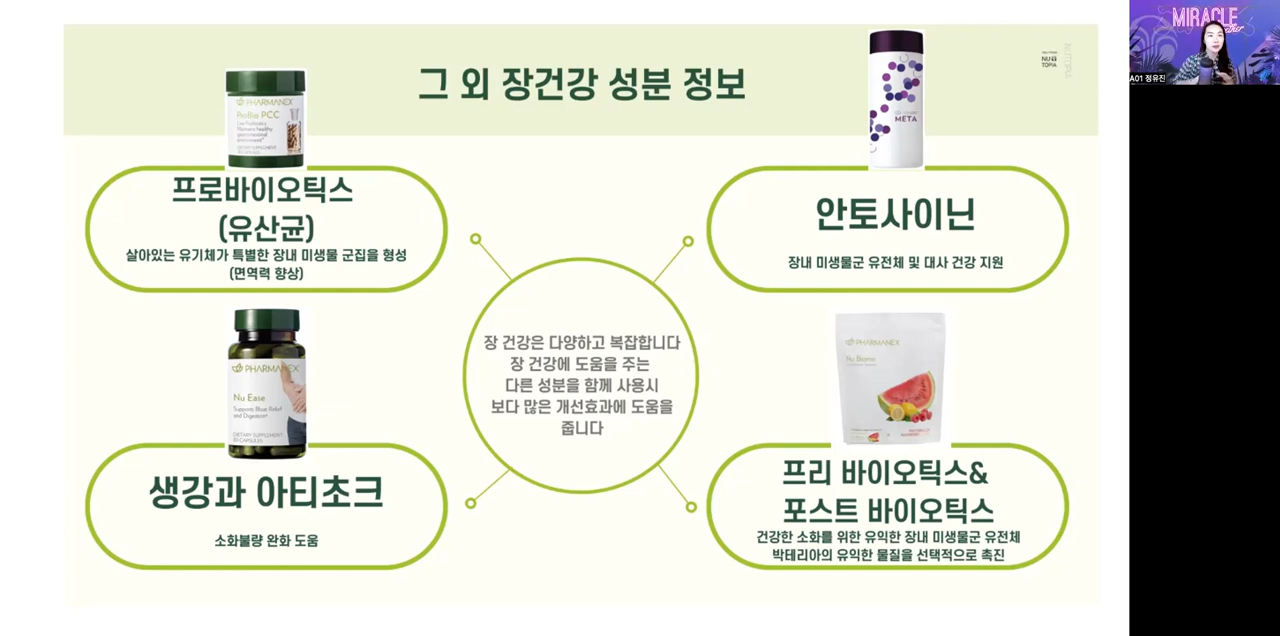 그 외 장건강 성분 정보
NUTOPIA
NU
TOPIA
MIRACLE
A01 정유진
PHARMANEX
ProBio PCC
META
프로바이오틱스
(유산균)
살아있는 유기체가 특별한 장내 미생물 군집을 형성
(면역력 향상)
안토사이닌
장내 미생물군 유전체 및 대사 건강 지원
장 건강은 다양하고 복잡합니다
장 건강에 도움을 주는
다른 성분을 함께 사용시
보다 많은 개선효과에 도움을
줍니다
PHARMANEX
Nu Ease
Supports Bloat Relief
and Digestion
DIETARY SUPPLEMENT
PHARMANEX
Nu Biome
생강과 아티초크
소화불량 완화 도움
프리 바이오틱스&
포스트 바이오틱스
건강한 소화를 위한 유익한 장내 미생물군 유전체
박테리아의 유익한 물질을 선택적으로 촉진